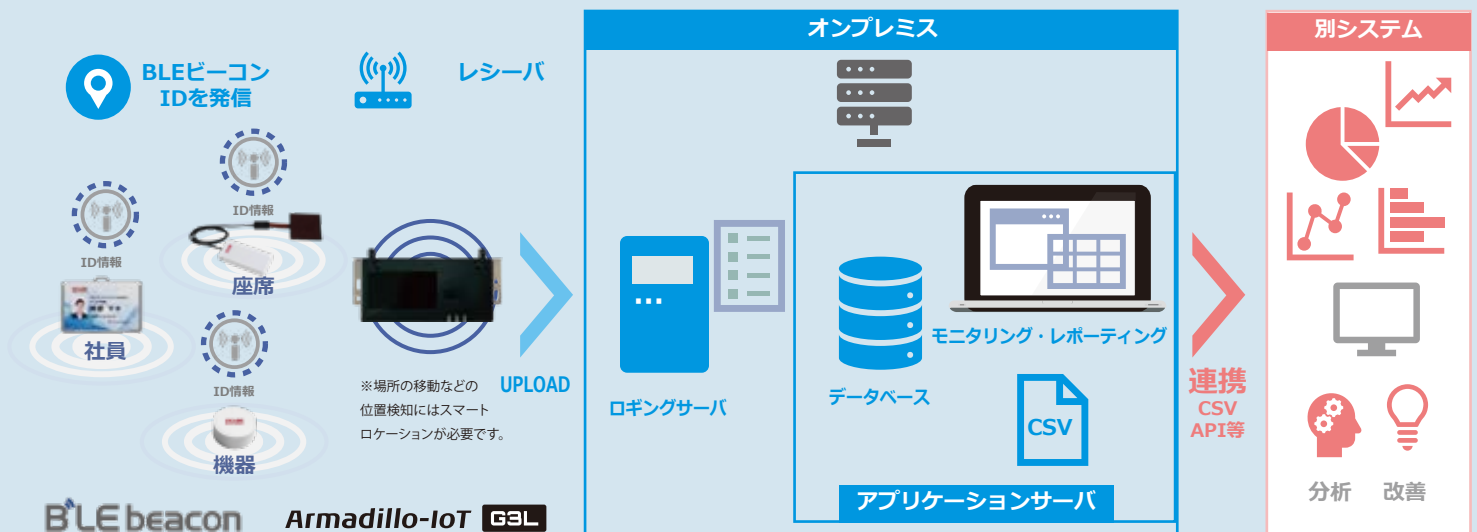 BLEビーコン
IDを発信
レシーバ
ID情報
座席
ID情報
社員
ID情報
機器
※場所の移動などの
位置検知にはスマート
ロケーションが必要です。
UPLOAD
BLE beacon
Armadillo-IoT G3L
オンプレミス
ロギングサーバ
データベース
モニタリング・レポーティング
CSV
アプリケーションサーバ
連携
CSV
API等
別システム
分析 改善